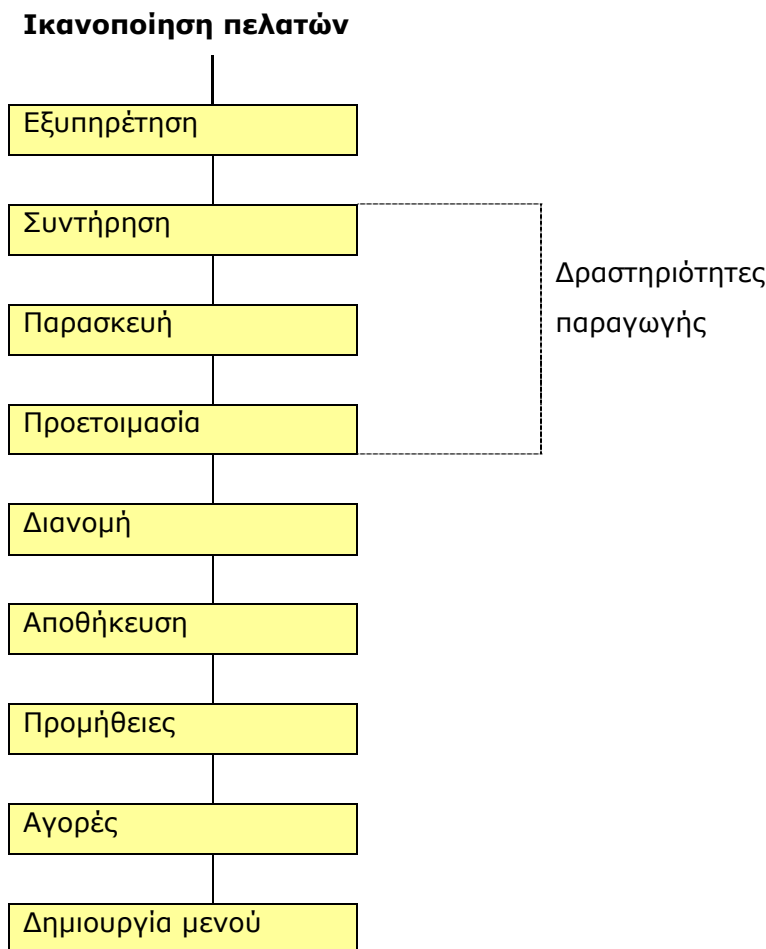 Ικανοποίηση πελατών
Εξυπηρέτηση
Συντήρηση
Δραστηριότητες
παραγωγής
Παρασκευή
Προετοιμασία
Διανομή
Αποθήκευση
Προμήθειες
Αγορές
Δημιουργία μενού